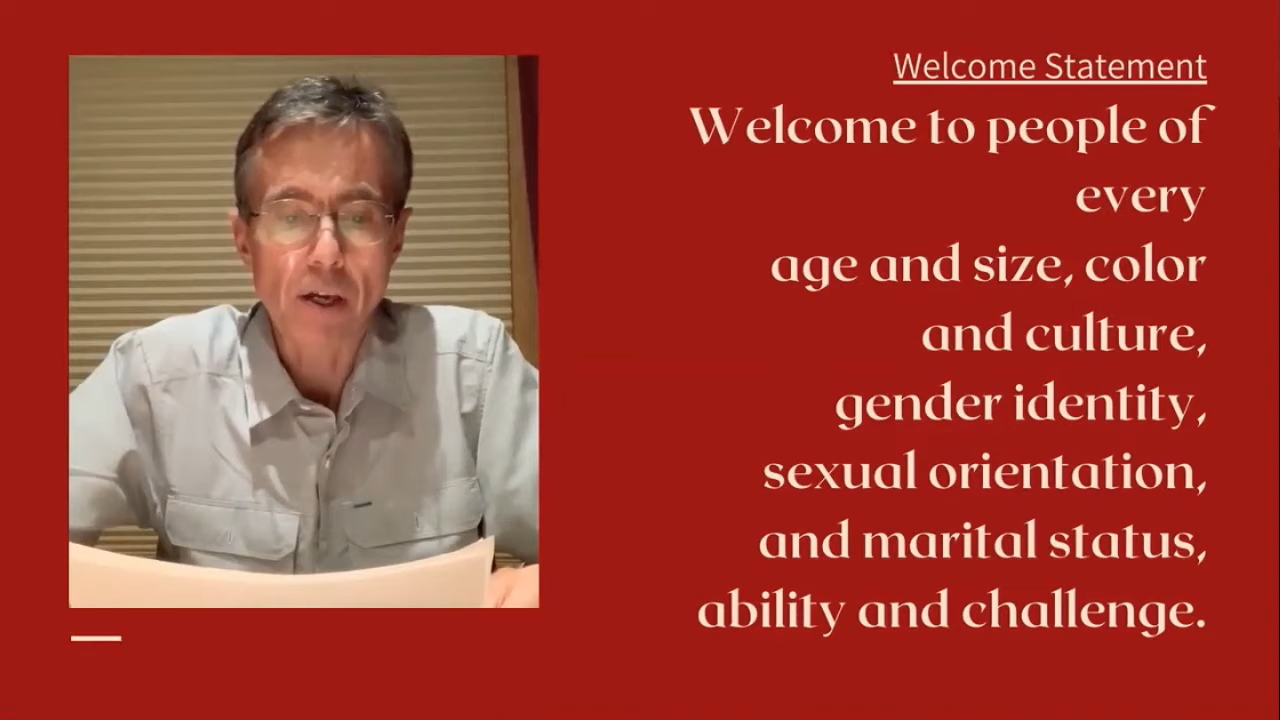 Welcome Statement
Welcome to people of
every
age and size, color
and culture,
gender identity,
sexual orientation,
and marital status,
ability and challenge.